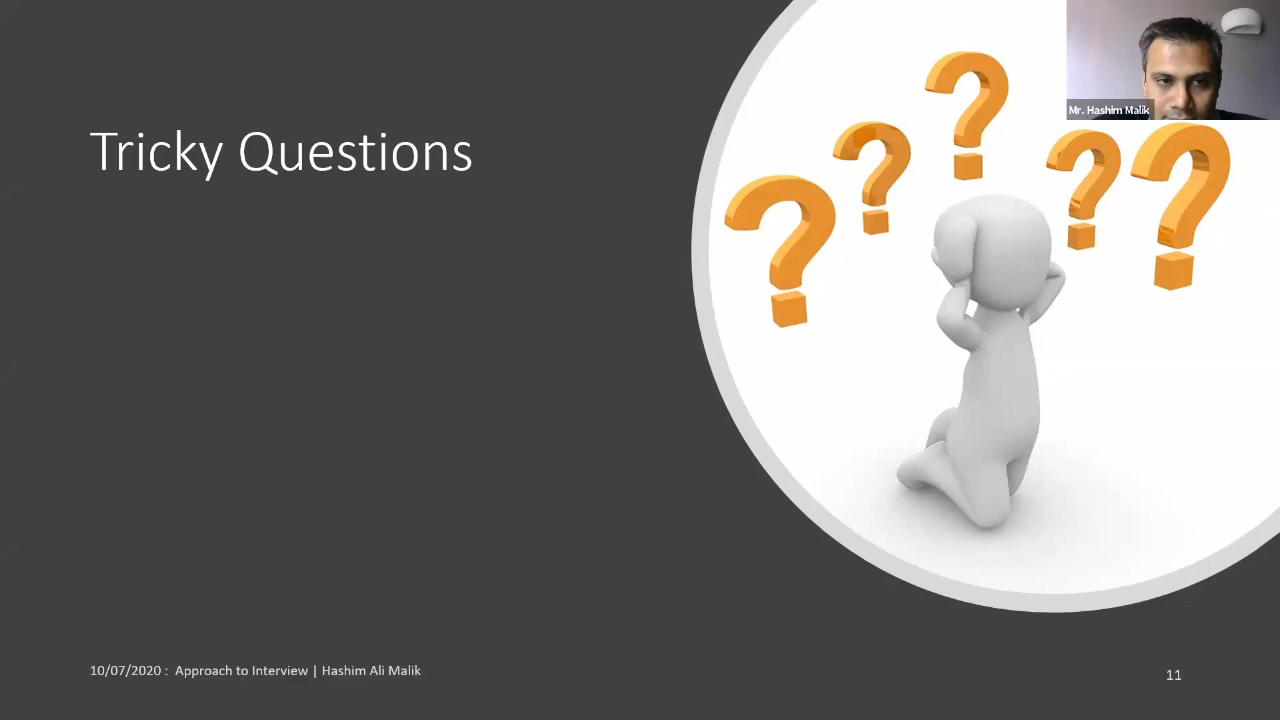 Mr. Hashim Malik
Tricky Questions
10/07/2020 : Approach to Interview | Hashim Ali Malik
11